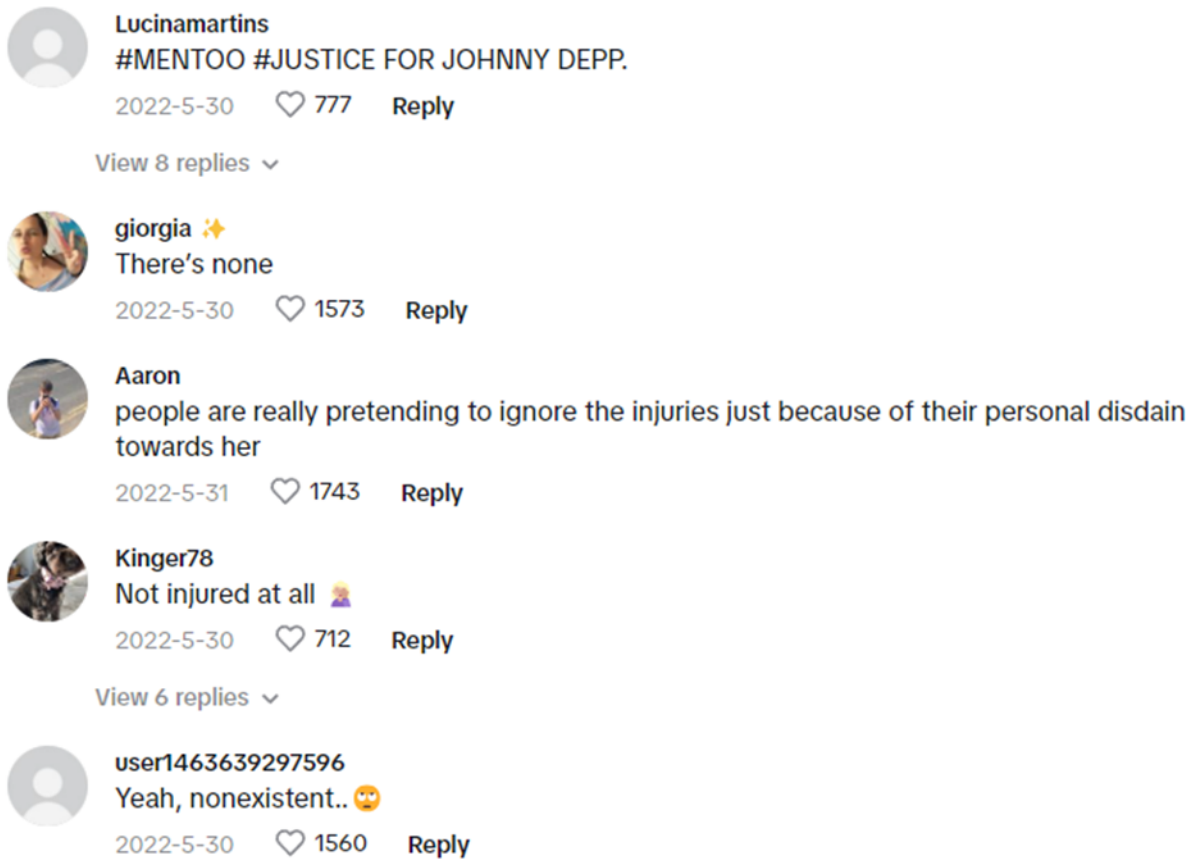 Lucinamartins
#MENTOO #JUSTICE FOR JOHNNY DEPP.
2022-5-30 777 Reply
View 8 replies
giorgia ✨
There's none
2022-5-30 1573 Reply
Aaron
people are really pretending to ignore the injuries just because of their personal disdain
towards her
2022-5-31 1743 Reply
Kinger78
Not injured at all 🤦🏼‍♀️
2022-5-30 712 Reply
View 6 replies
user1463639297596
Yeah, nonexistent..🙄
2022-5-30 1560 Reply